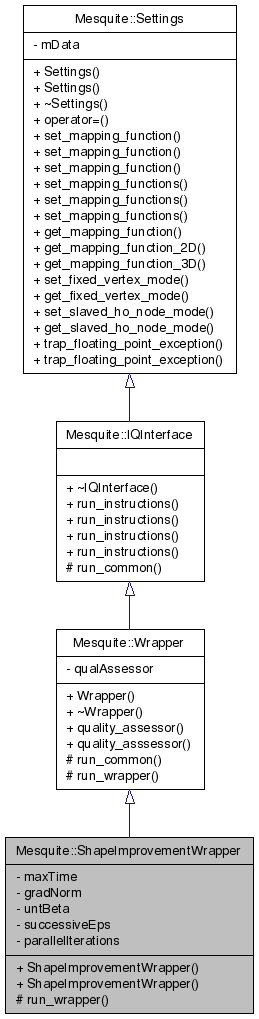 Mesquite::Settings
- mData
+ Settings()
+ Settings()
+ ~Settings()
+ operator=()
+ set_mapping_function()
+ set_mapping_function()
+ set_mapping_function()
+ set_mapping_functions()
+ set_mapping_functions()
+ set_mapping_functions()
+ get_mapping_function()
+ get_mapping_function_2D()
+ get_mapping_function_3D()
+ set_fixed_vertex_mode()
+ get_fixed_vertex_mode()
+ set_slaved_ho_node_mode()
+ get_slaved_ho_node_mode()
+ trap_floating_point_exception()
+ trap_floating_point_exception()
Mesquite::IQInterface
+ ~IQInterface()
+ run_instructions()
+ run_instructions()
+ run_instructions()
+ run_instructions()
# run_common()
Mesquite::Wrapper
- qualAssessor
+ Wrapper()
+ ~Wrapper()
+ quality_assessor()
+ quality_asssessor()
# run_common()
# run_wrapper()
Mesquite::ShapeImprovementWrapper
- maxTime
- gradNorm
- untBeta
- successiveEps
- parallelIterations
+ ShapeImprovementWrapper()
+ ShapeImprovementWrapper()
# run_wrapper()